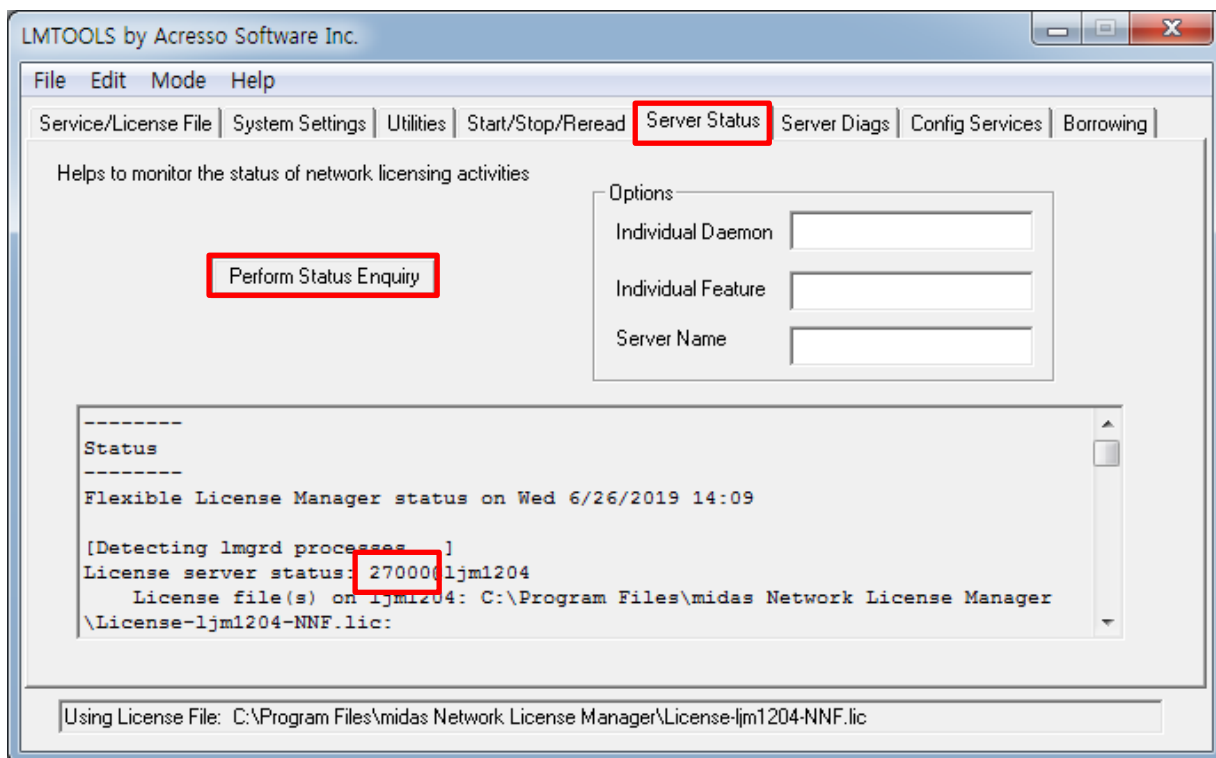 LMTOOLS by Acresso Software Inc.
File Edit Mode Help
Service/License File System Settings Utilities Start/Stop/Reread Server Status Server Diags Config Services Borrowing
Helps to monitor the status of network licensing activities
Options
Individual Daemon
Perform Status Enquiry
Individual Feature
Server Name
--------
Status
--------
Flexible License Manager status on Wed 6/26/2019 14:09
[Detecting lmgrd processes...]
License server status: 27000@ljm1204
License file(s) on ljm1204: C:\Program Files\midas Network License Manager
\License-ljm1204-NNF.lic:
Using License File: C:\Program Files\midas Network License Manager\License-ljm1204-NNF.lic